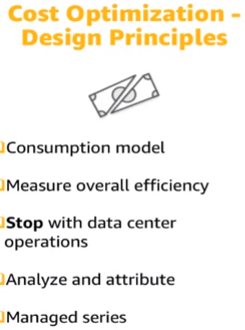 Cost Optimization -
Design Principles
Consumption model
Measure overall efficiency
Stop with data center
operations
Analyze and attribute
Managed series